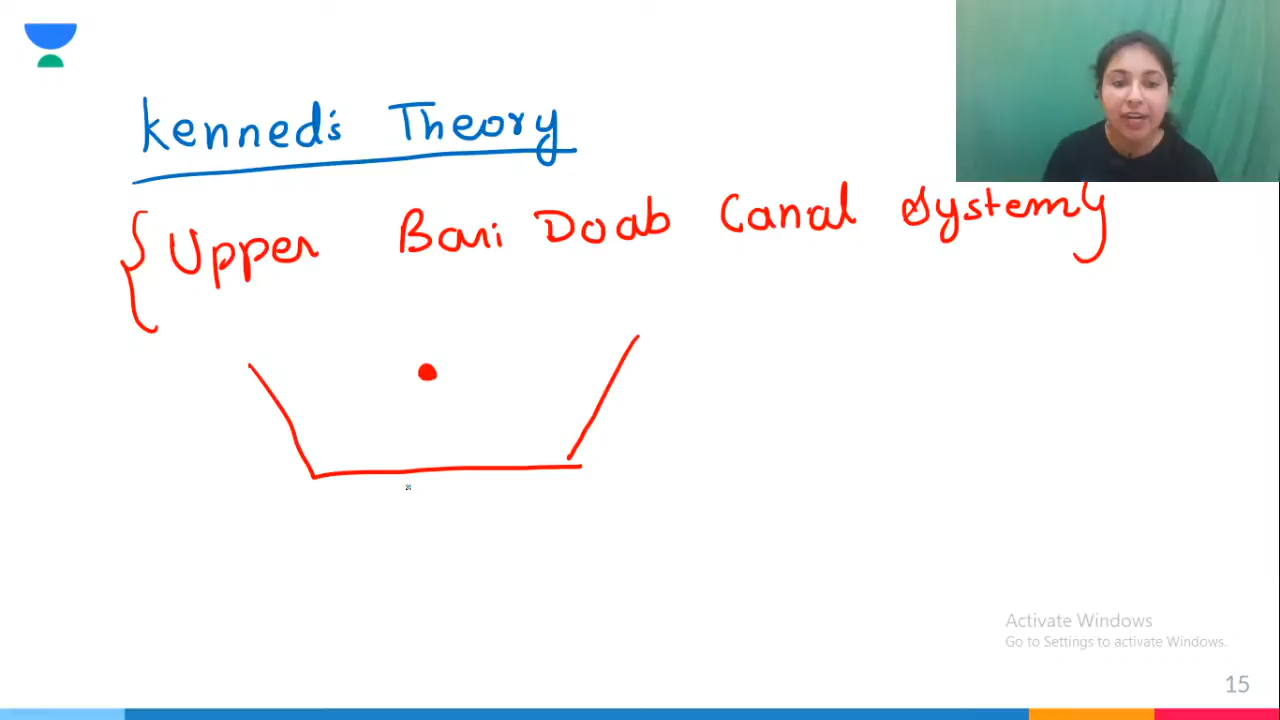 Kenned's Theory
{Upper Bari Doab Canal System}
Activate Windows
Go to Settings to activate Windows.
15